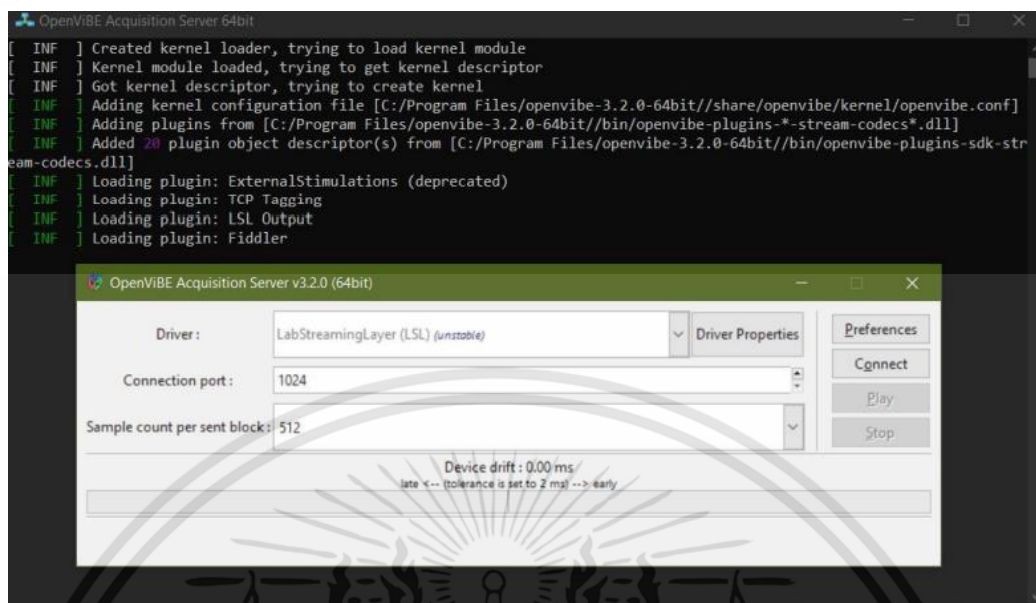 OpenViBE Acquisition Server 64bit
[ INF ] Created kernel loader, trying to load kernel module
[ INF ] Kernel module loaded, trying to get kernel descriptor
[ INF ] Got kernel descriptor, trying to create kernel
[ INF ] Adding kernel configuration file [C:/Program Files/openvibe-3.2.0-64bit//share/openvibe/kernel/openvibe.conf]
[ INF ] Adding plugins from [C:/Program Files/openvibe-3.2.0-64bit//bin/openvibe-plugins-*-stream-codecs*.dll]
[ INF ] Added 20 plugin object descriptor(s) from [C:/Program Files/openvibe-3.2.0-64bit//bin/openvibe-plugins-sdk-str
eam-codecs.dll]
[ INF ] Loading plugin: ExternalStimulations (deprecated)
[ INF ] Loading plugin: TCP Tagging
[ INF ] Loading plugin: LSL Output
[ INF ] Loading plugin: Fiddler
OpenViBE Acquisition Server v3.2.0 (64bit)
Driver : LabStreamingLayer (LSL) (unstable) Driver Properties
Preferences
Connect
Connection port : 1024
Play
Sample count per sent block : 512
Stop
Device drift : 0.00 ms
late <-- (tolerance is set to 2 ms) --> early